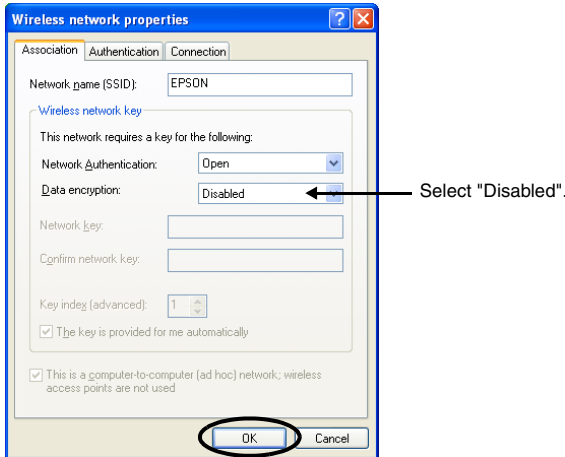 Wireless network properties
Association Authentication Connection
Network name (SSID): EPSON
Wireless network key
This network requires a key for the following:
Network Authentication: Open
Data encryption: Disabled
Select "Disabled".
Network key:
Confirm network key:
Key index (advanced): 1
The key is provided for me automatically
This is a computer-to-computer (ad hoc) network; wireless
access points are not used
OK Cancel